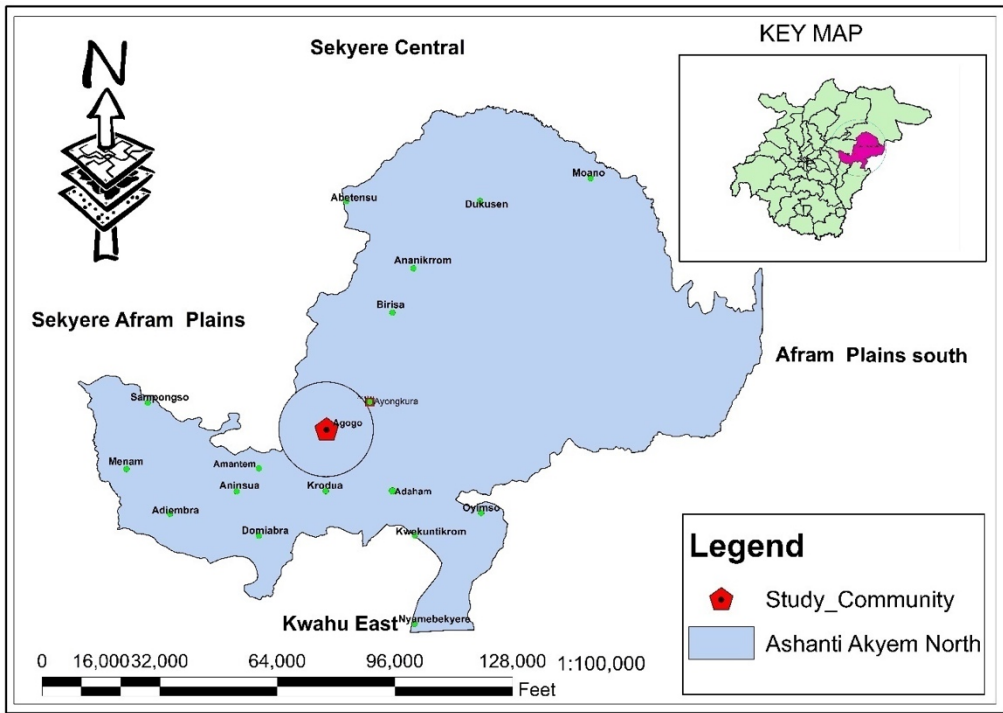 N
Sekyere Central
KEY MAP
Moano
Abetensu
Dukusen
Ananikrrom
Birisa
Sekyere Afram Plains
Afram Plains south
Sampongso
Ayongkura
Agogo
Menam
Amantem
Aninsua
Krodua
Adaham
Adiembra
Oyimso
Domiabra
Kwekuntikrom
Nyamebekyere
Kwahu East
Legend
Study_Community
Ashanti Akyem North
0 16,000 32,000 64,000 96,000 128,000 1:100,000
Feet